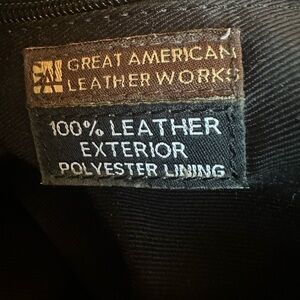 GREAT AMERICAN
LEATHER WORKS
100% LEATHER
EXTERIOR
POLYESTER LINING